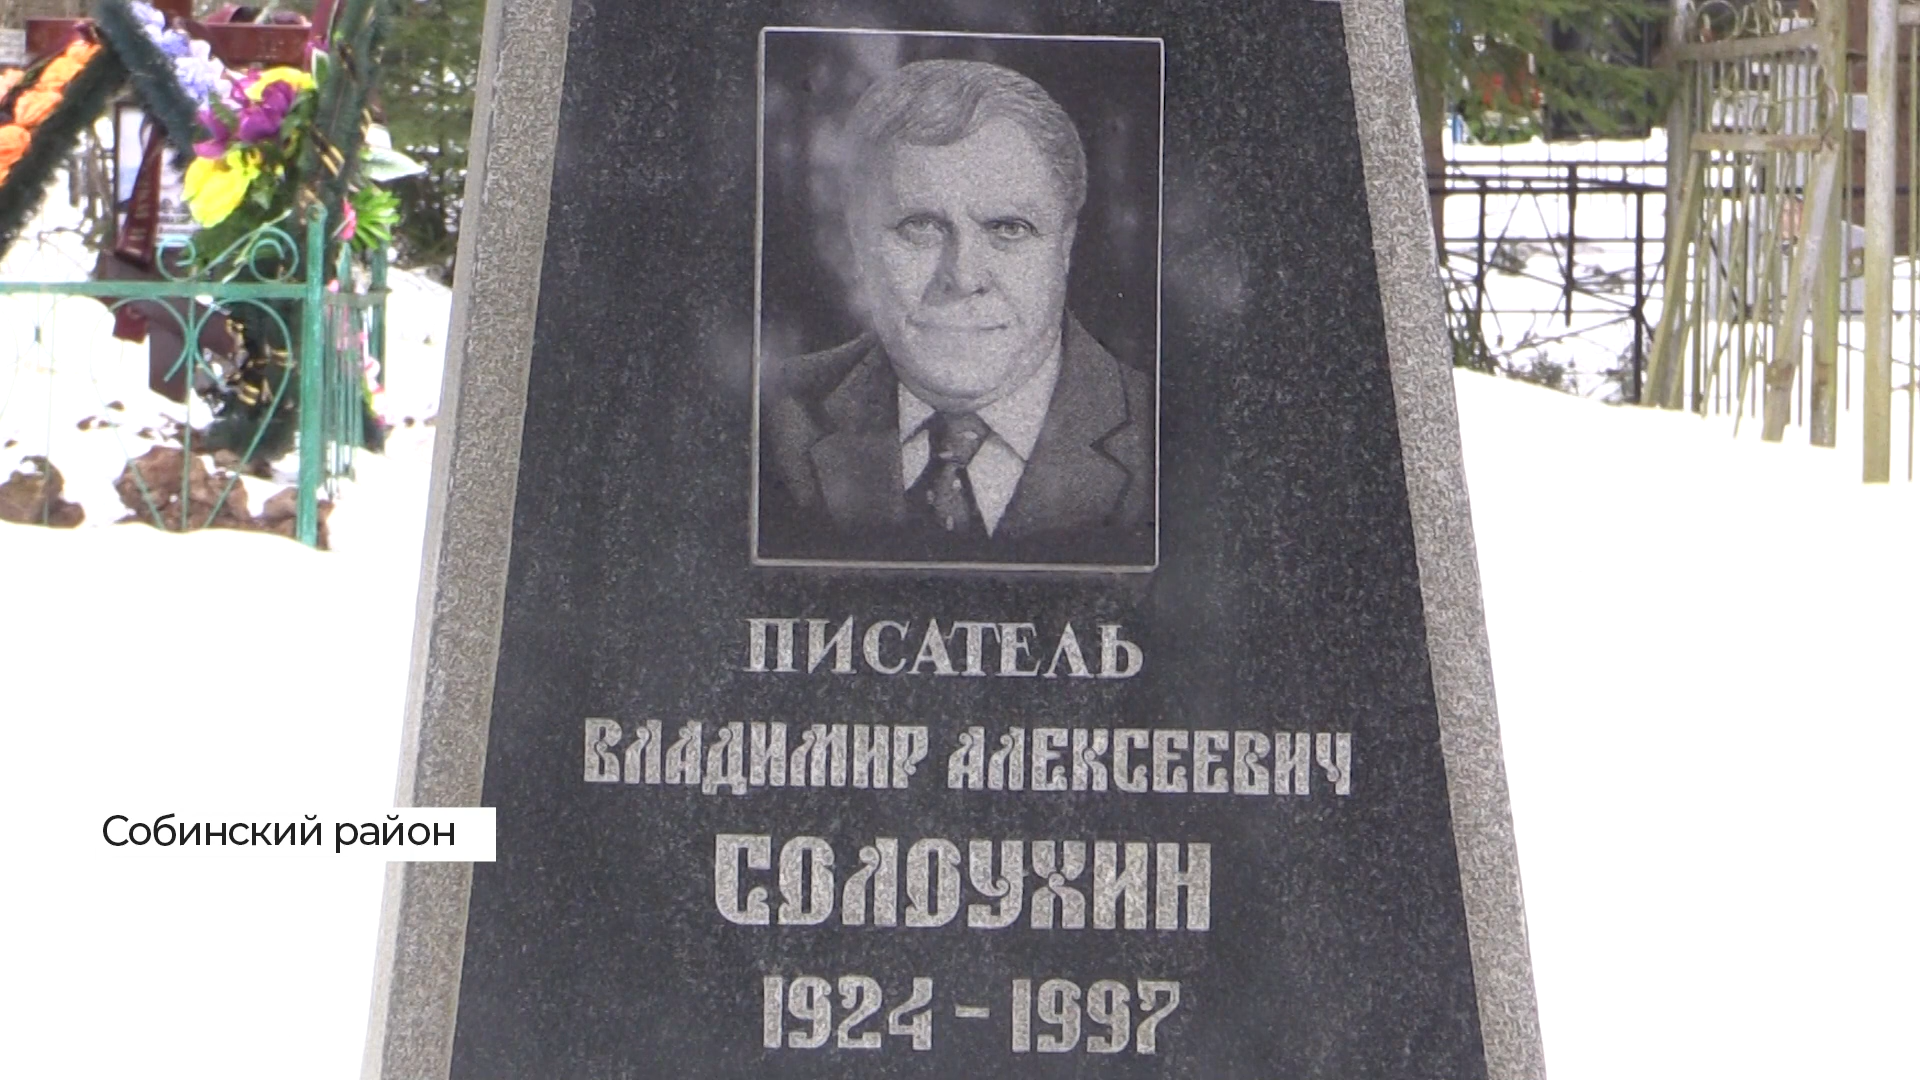 ПИСАТЕЛЬ
ВЛАДИМИР АЛЕКСЕЕВИЧ
СОЛОУХИН
1924 - 1997
Собинский район